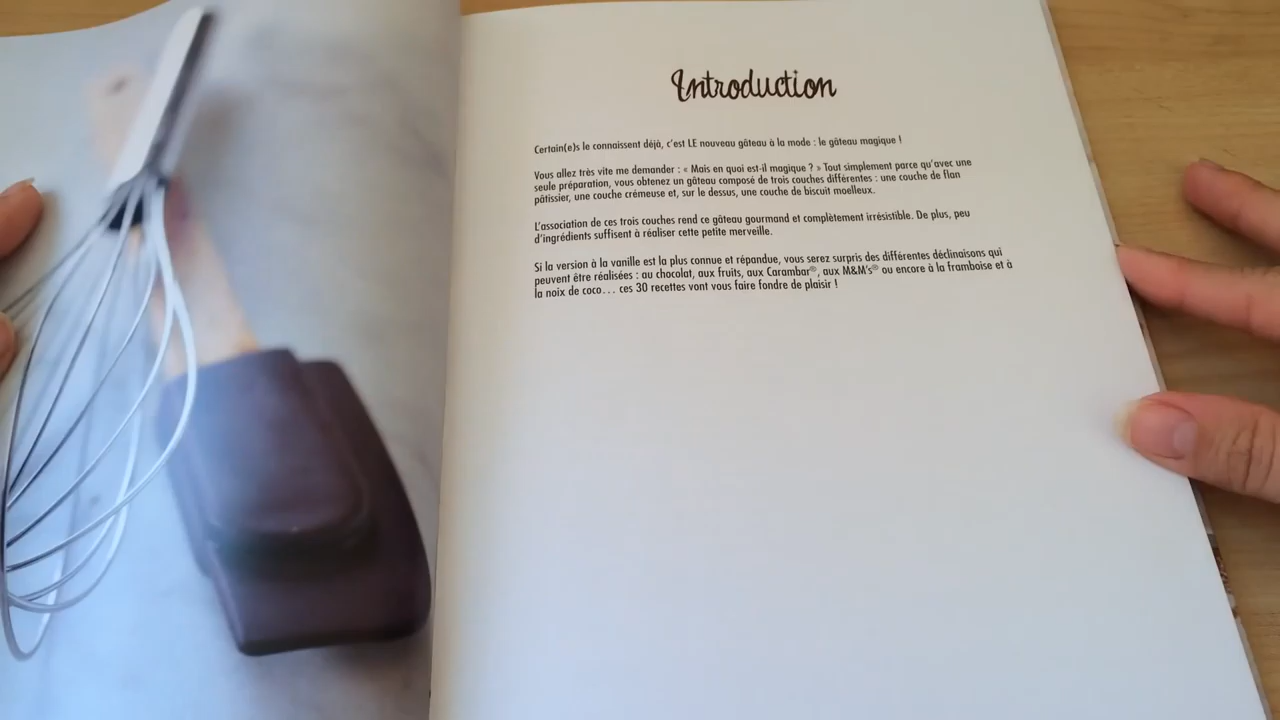 Introduction
Certain(e)s le connaissent déjà, c'est LE nouveau gâteau à la mode : le gâteau magique !
Vous allez très vite me demander : « Mais en quoi est-il magique ? » Tout simplement parce qu'avec une
seule préparation, vous obtenez un gâteau composé de trois couches différentes : une couche de flan
pâtissier, une couche crémeuse et, sur le dessus, une couche de biscuit moelleux.
L'association de ces trois couches rend ce gâteau gourmand et complètement irrésistible. De plus, peu
d'ingrédients suffisent à réaliser cette petite merveille.
Si la version à la vanille est la plus connue et répandue, vous serez surpris des différentes déclinaisons qui
peuvent être réalisées : au chocolat, aux fruits, aux Carambar®, aux M&M's® ou encore à la framboise et à
la noix de coco… ces 30 recettes vont vous faire fondre de plaisir !